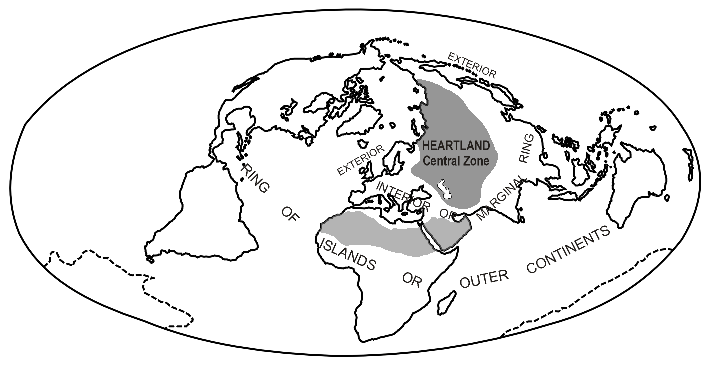 EXTERIOR
HEARTLAND
Central Zone
EXTERIOR
INTERIOR OR MARGINAL RING
RING OF ISLANDS OR OUTER CONTINENTS